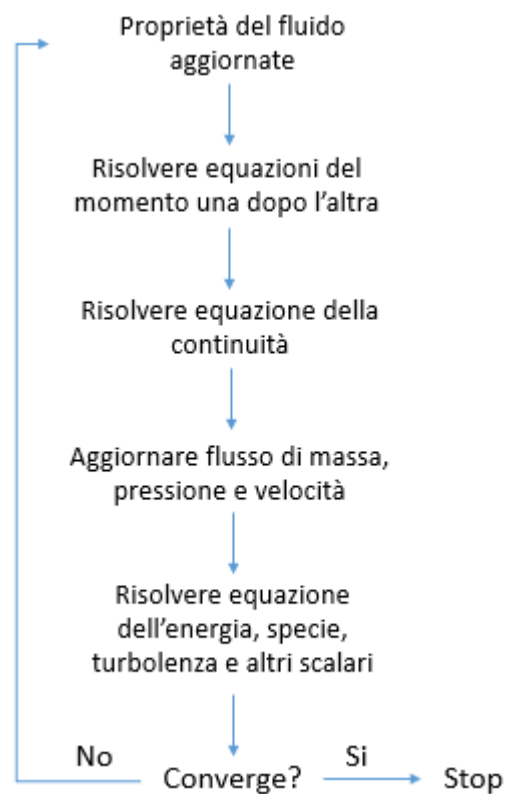 Proprietà del fluido
aggiornate
Risolvere equazioni del
momento una dopo l'altra
Risolvere equazione della
continuità
Aggiornare flusso di massa,
pressione e velocità
Risolvere equazione
dell'energia, specie,
turbolenza e altri scalari
No
Converge?
Si
Stop